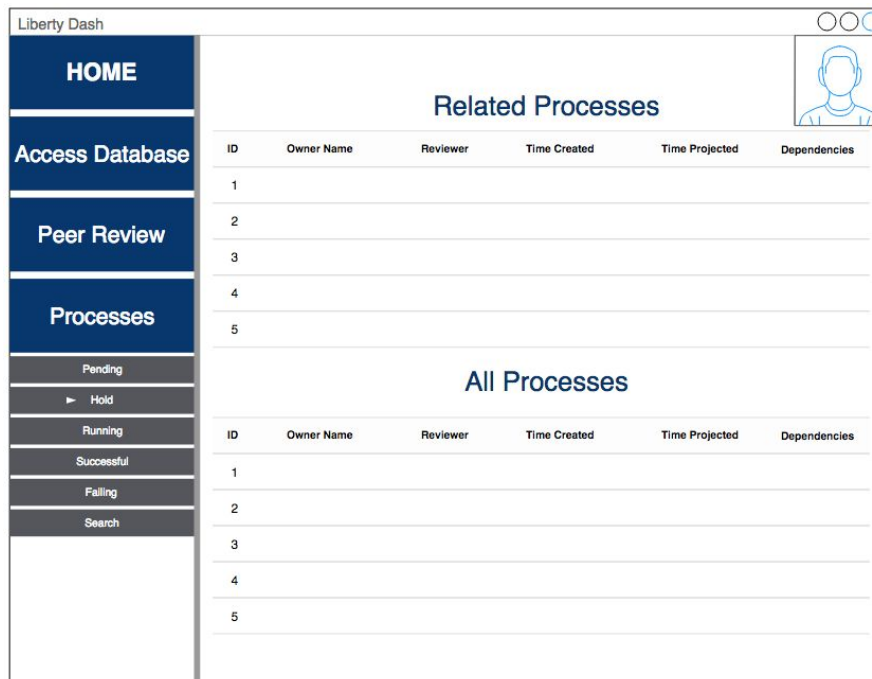 Liberty Dash
HOME
Access Database
Peer Review
Processes
Pending
► Hold
Running
Successful
Failing
Search
Related Processes
ID Owner Name Reviewer Time Created Time Projected Dependencies
1
2
3
4
5
All Processes
ID Owner Name Reviewer Time Created Time Projected Dependencies
1
2
3
4
5